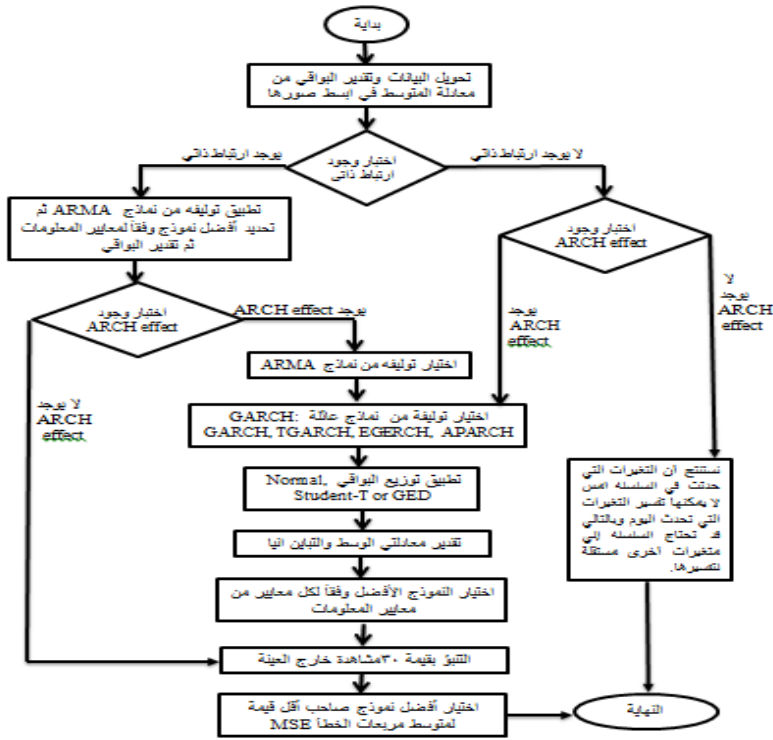 بداية
تحويل البيانات وتقدير البواقي من
معادلة المتوسط في ابسط صورها
اختبار وجود
ارتباط ذاتي
يوجد ارتباط ذاتي
لا يوجد ارتباط ذاتي
تطبيق توليفه من نماذج ARMA ثم
تحديد أفضل نموذج وفقاً لمعايير المعلومات
ثم تقدير البواقي
اختبار وجود
ARCH effect
اختبار وجود
ARCH effect
يوجد ARCH effect
يوجد
ARCH
effect
لا
يوجد
ARCH
effect
اختيار توليفه من نماذج ARMA
لا يوجد
ARCH
effect
اختيار توليفة من نماذج عائلة GARCH:
GARCH, TGARCH, EGERCH, APARCH
تطبيق توزيع البواقي Normal,
Student-T or GED
تقدير معادلتي الوسط والتباين انيا
نستنتج ان التغيرات التي
حدثت في السلسله امس
لا يمكنها تفسير التغيرات
التي تحدث اليوم وبالتالي
قد تحتاج السلسله إلي
متغيرات أخرى مستقلة
لتفسيرها.
اختيار النموذج الأفضل وفقاً لكل معايير من
معايير المعلومات
التنبؤ بقيمة ٣٠مشاهدة خارج العينة
اختيار أفضل نموذج صاحب أقل قيمة
لمتوسط مربعات الخطأ MSE
النهاية